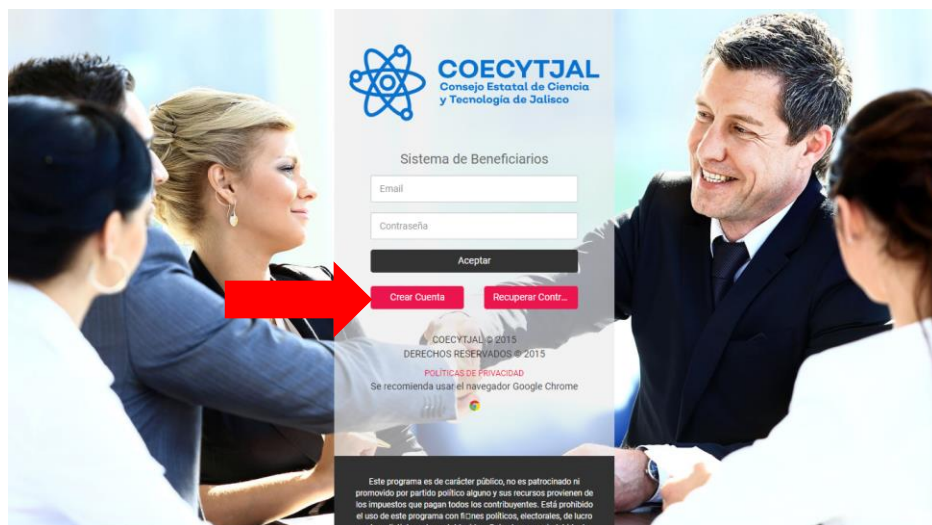 COECYTJAL
Consejo Estatal de Ciencia
y Tecnología de Jalisco
Sistema de Beneficiarios
Email
Contraseña
Aceptar
Crear Cuenta
Recuperar Contr...
COECYTJAL © 2015
DERECHOS RESERVADOS © 2015
POLÍTICAS DE PRIVACIDAD
Se recomienda usar el navegador Google Chrome
Este programa es de carácter público, no es patrocinado ni
promovido por partido político alguno y sus recursos provienen de
los impuestos que pagan todos los contribuyentes. Está prohibido
el uso de este programa con fi□nes políticos, electorales, de lucro